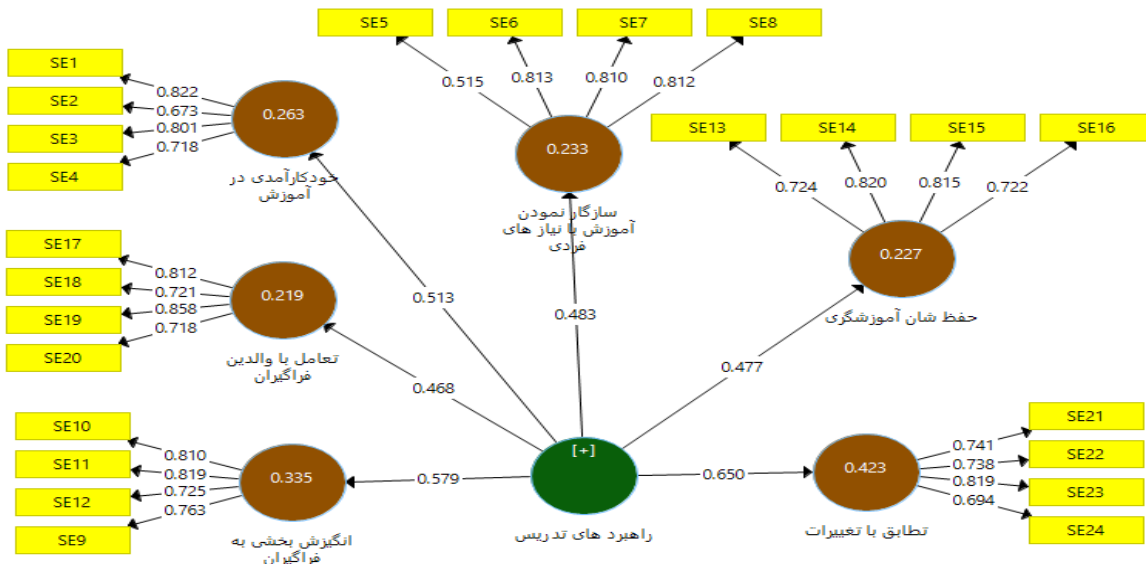 SE5
SE6
SE7
SE8
0.515
0.813
0.810
0.812
0.233
سازگار نمودن
آموزش با نیاز های
فردی
SE1
SE2
SE3
SE4
0.822
0.673
0.801
0.718
0.263
خودکارآمدی در
آموزش
SE13
SE14
SE15
SE16
0.724
0.820
0.815
0.722
0.227
حفظ شان آموزشگری
SE17
SE18
SE19
SE20
0.812
0.721
0.858
0.718
0.219
تعامل با والدین
فراگیران
0.513
0.483
0.477
0.468
SE10
SE11
SE12
SE9
0.810
0.819
0.725
0.763
0.335
انگیزش بخشی به
فراگیران
0.579
[+]
راهبرد های تدریس
0.650
0.423
تطابق با تغییرات
0.741
0.738
0.819
0.694
SE21
SE22
SE23
SE24